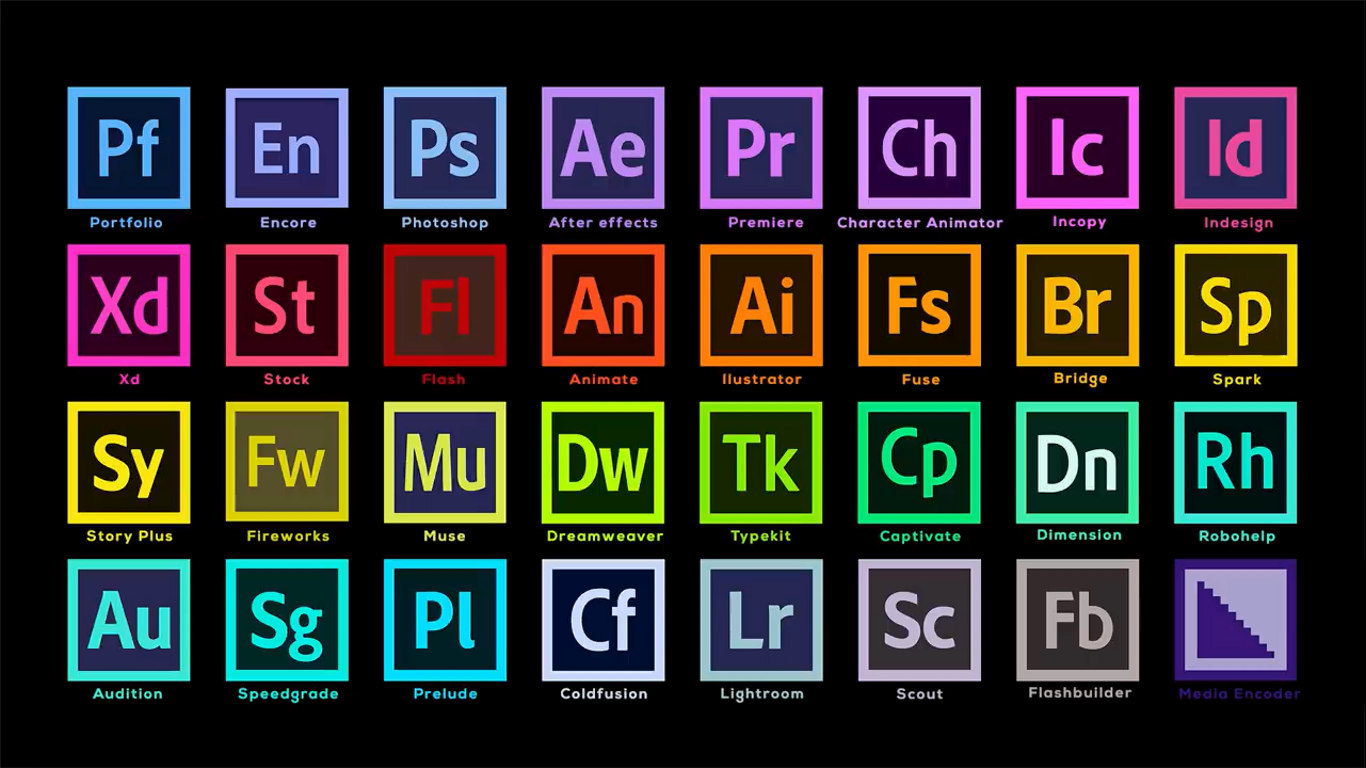 Pf En Ps Ae Pr Ch Ic Id
Portfolio Encore Photoshop After effects Premiere Character Animator Incopy Indesign
Xd St Fl An Ai Fs Br Sp
Xd Stock Flash Animate Ilustrator Fuse Bridge Spark
Sy Fw Mu Dw Tk Cp Dn Rh
Story Plus Fireworks Muse Dreamweaver Typekit Captivate Dimension Robohelp
Au Sg Pl Cf Lr Sc Fb
Audition Speedgrade Prelude Coldfusion Lightroom Scout Flashbuilder Media Encoder